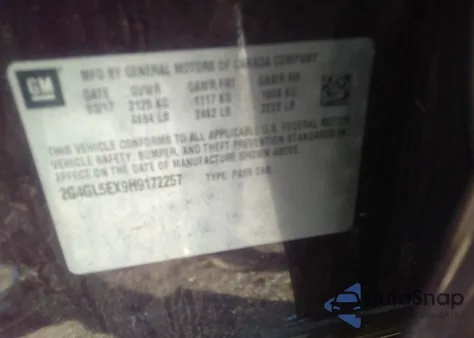 GM
MFD BY GENERAL MOTORS OF CANADA COMPANY
DATE GVWR GAWR FRT GAWR RR
2125 KG 1117 KG 1008 KG
4684 LB 2463 LB 2222 LB
THIS VEHICLE CONFORMS TO ALL APPLICABLE U.S. FEDERAL MOTOR
VEHICLE SAFETY, BUMPER, AND THEFT PREVENTION STANDARDS IN
EFFECT ON THE DATE OF MANUFACTURE SHOWN ABOVE.
2G4GL5EX9H9172257 TYPE: PASS CAR
AutoSnap